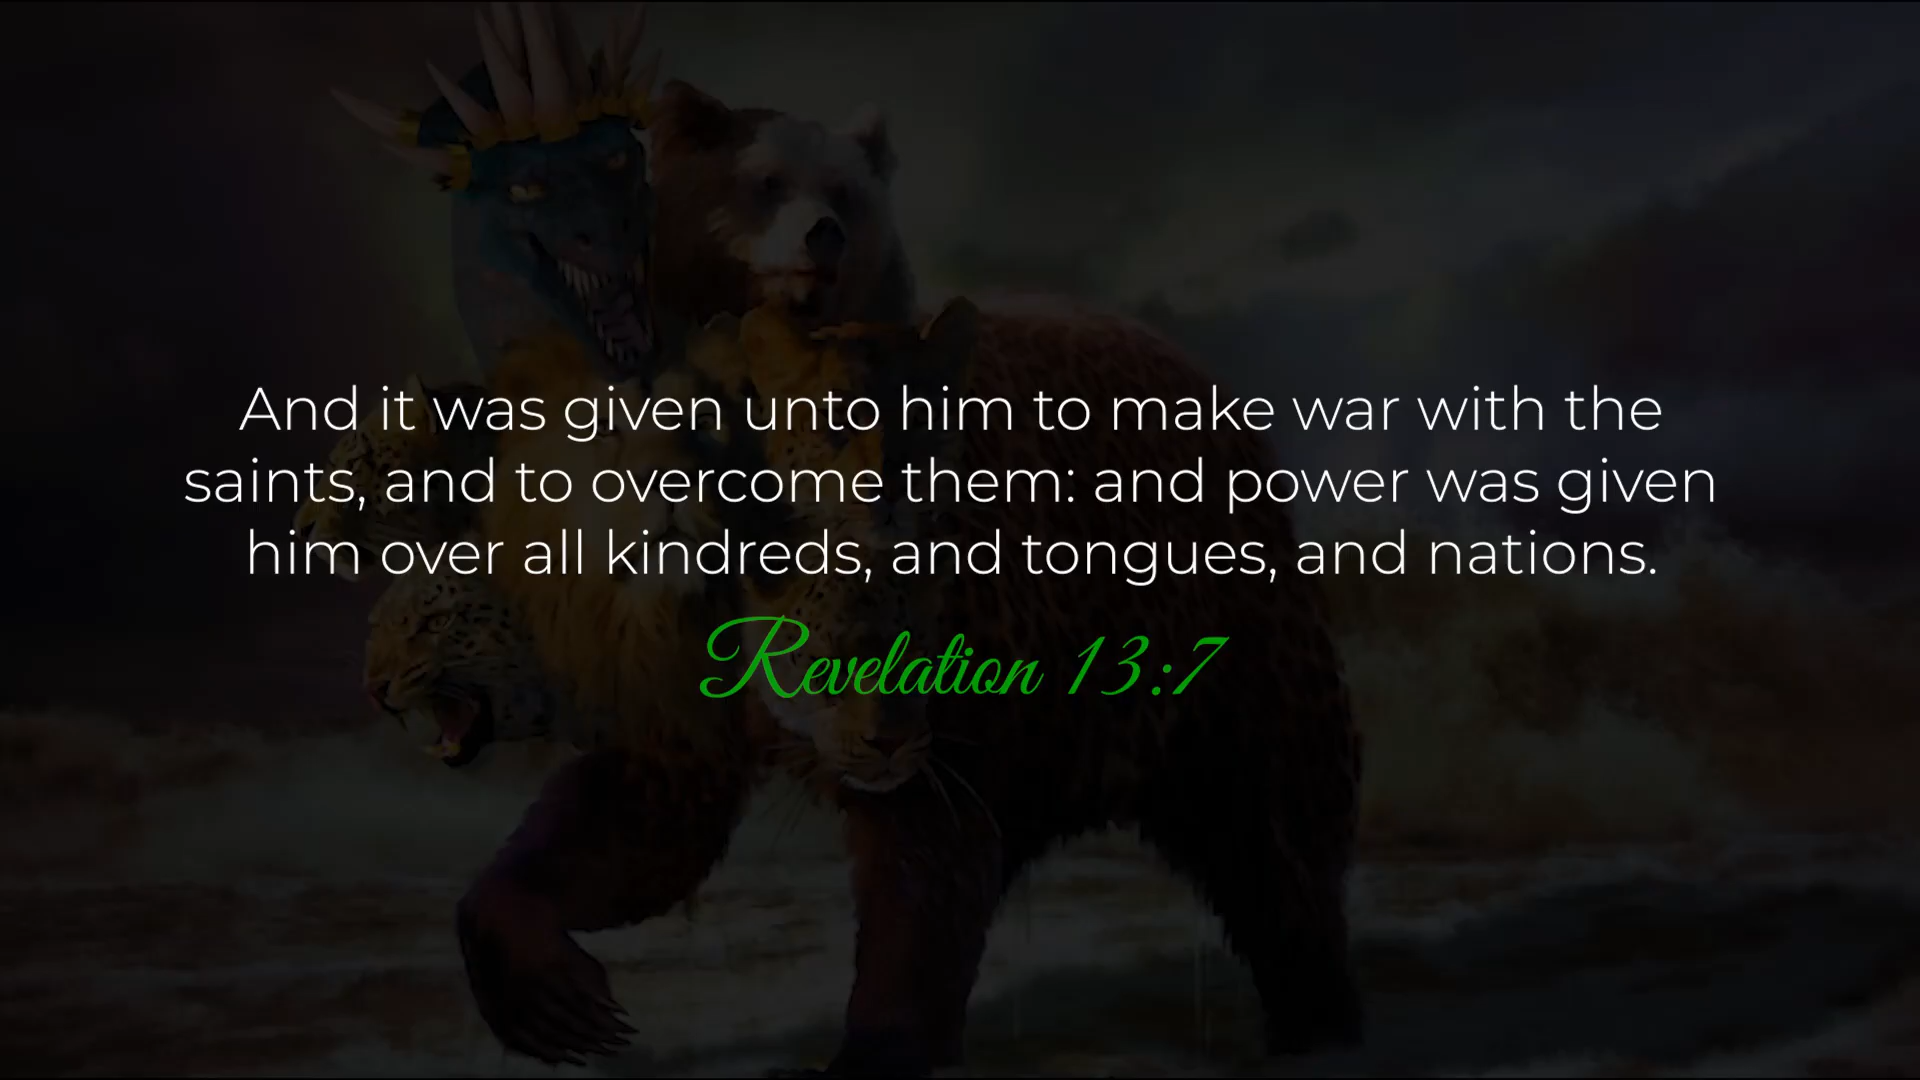 And it was given unto him to make war with the
saints, and to overcome them: and power was given
him over all kindreds, and tongues, and nations.
Revelation 13:7